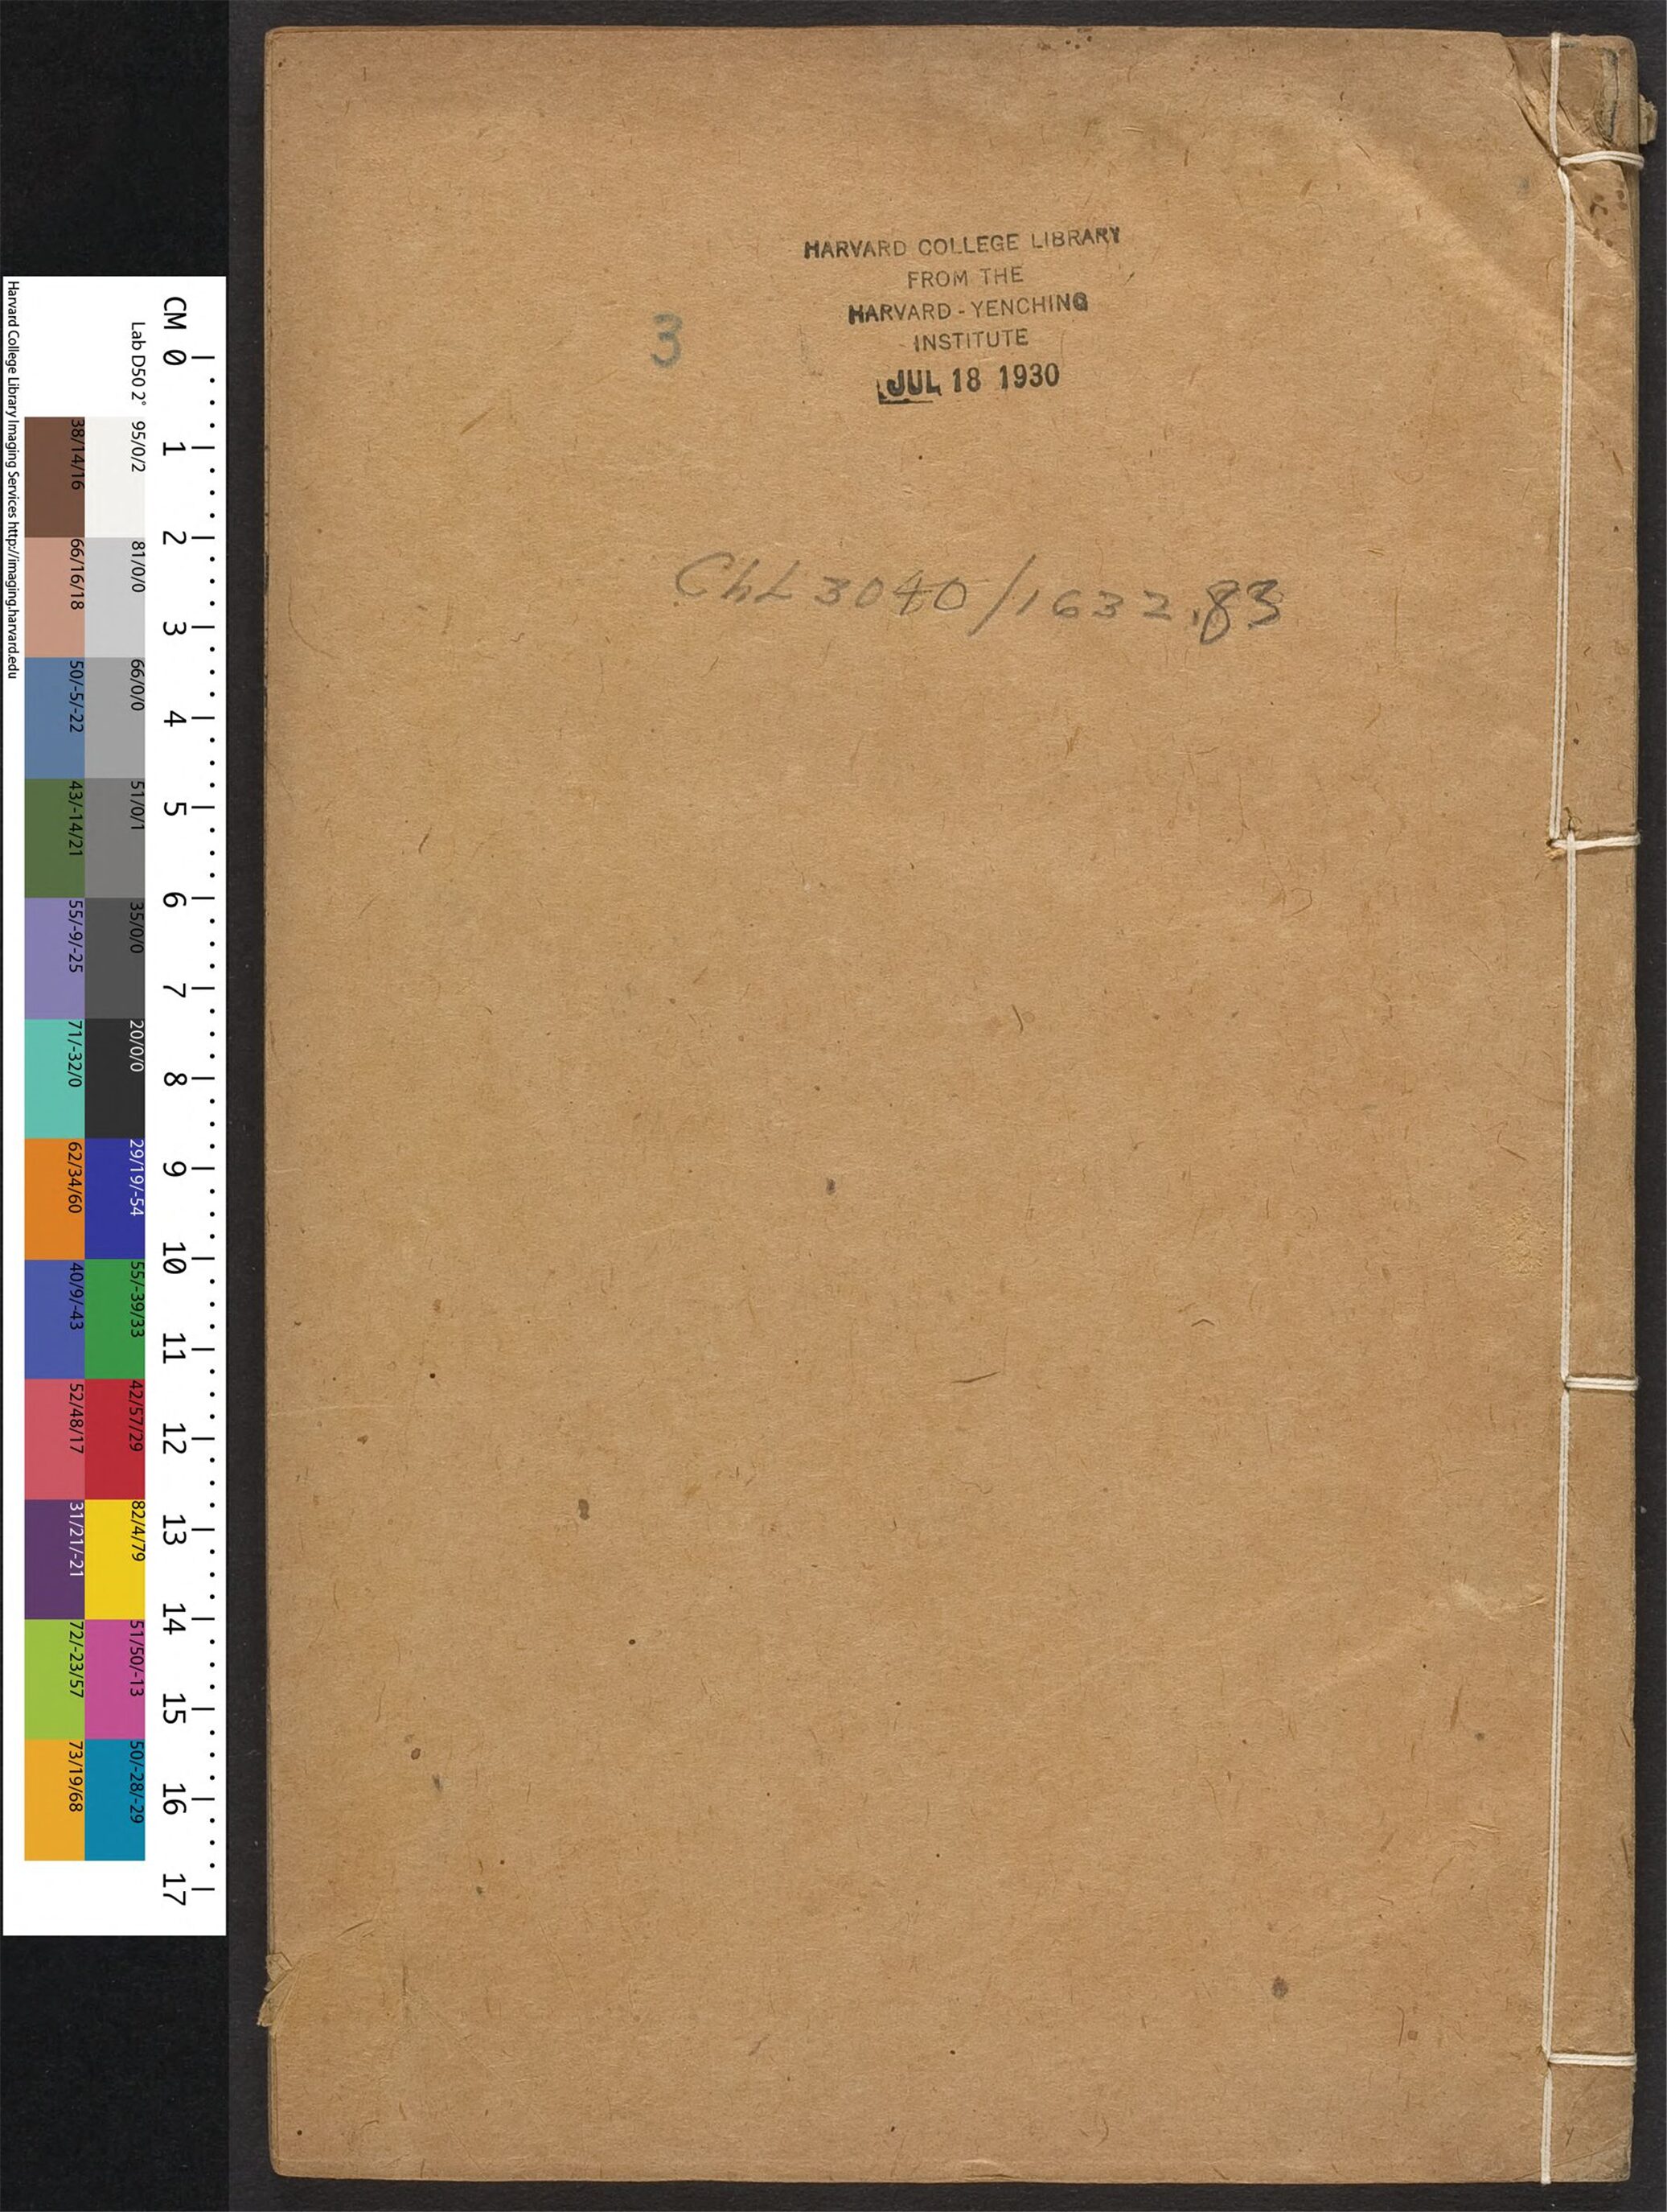 HARVARD COLLEGE LIBRARY
FROM THE
HARVARD-YENCHING
INSTITUTE
JUL 18 1930
3
ChL 3040/1632.83
CM 0 1 2 3 4 5 6 7 8 9 10 11 12 13 14 15 16 17
Lab D50 2° 95/0/2 81/0/0 66/0/0 51/0/1 35/0/0 20/0/0 29/19/-54 55/-39/33 42/57/29 82/4/79 51/50/-13 50/-28/-29
38/14/16 66/16/18 50/-5/-22 43/-14/21 55/-9/-25 71/-32/0 62/34/60 40/9/-43 52/48/17 31/21/-21 72/-23/57 73/19/68
Harvard College Library Imaging Services http://imaging.harvard.edu